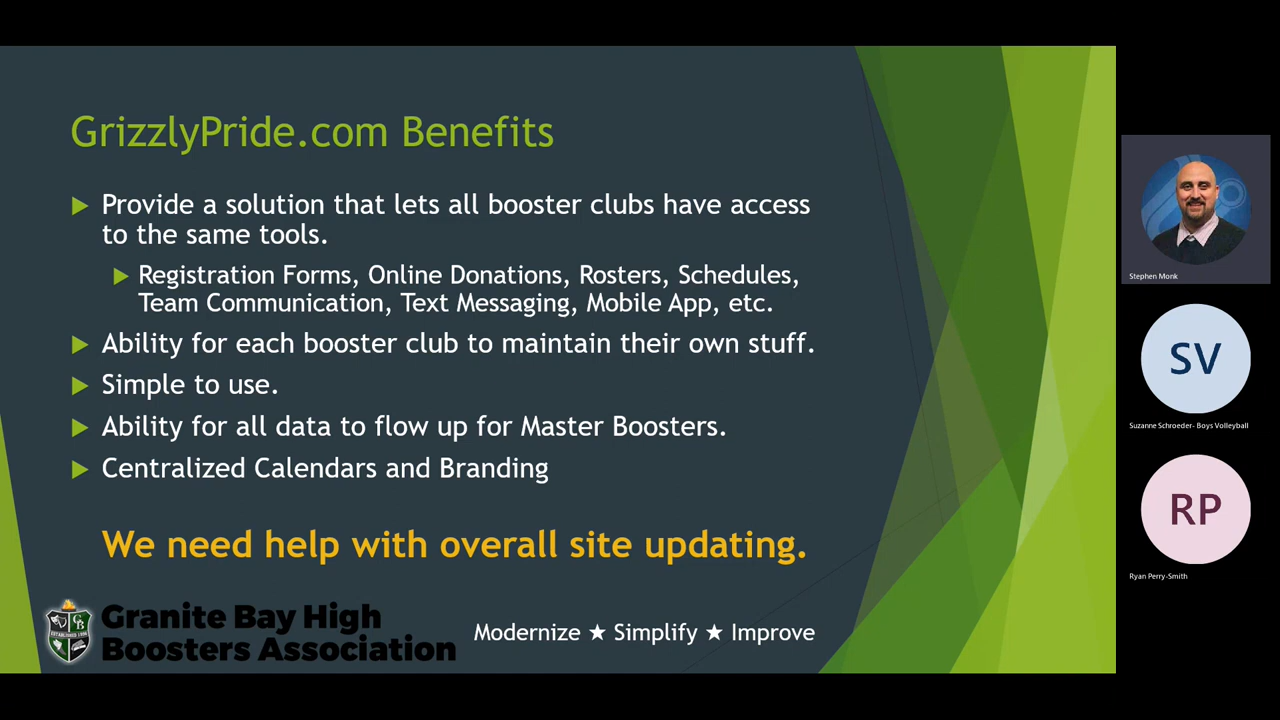 GrizzlyPride.com Benefits
Provide a solution that lets all booster clubs have access
to the same tools.
Registration Forms, Online Donations, Rosters, Schedules,
Team Communication, Text Messaging, Mobile App, etc.
Ability for each booster club to maintain their own stuff.
Simple to use.
Ability for all data to flow up for Master Boosters.
Centralized Calendars and Branding
We need help with overall site updating.
Granite Bay High
Boosters Association
Modernize ★ Simplify ★ Improve
Stephen Monk
SV
Suzanne Schroeder- Boys Volleyball
RP
Ryan Perry-Smith